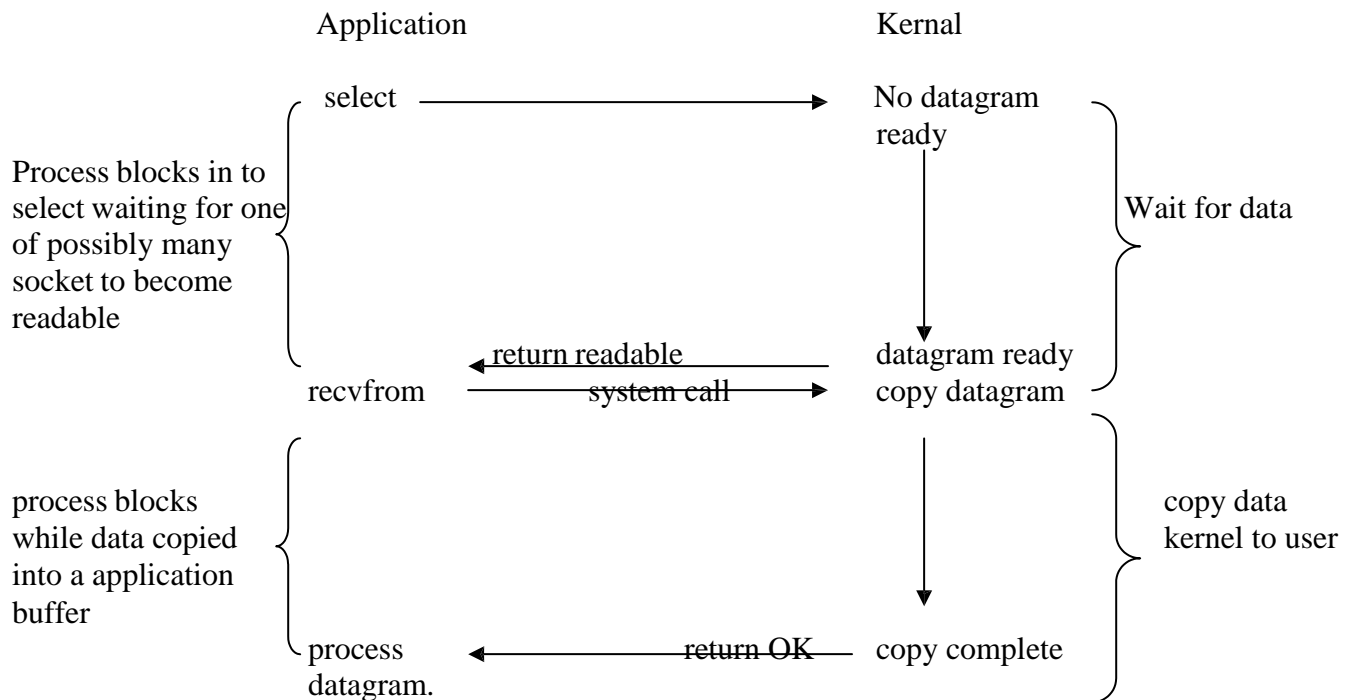 Application
Kernal
select
No datagram
ready
Process blocks in to
select waiting for one
of possibly many
socket to become
readable
Wait for data
return readable
datagram ready
recvfrom
system call
copy datagram
process blocks
while data copied
into a application
buffer
copy data
kernel to user
process
datagram.
return OK
copy complete